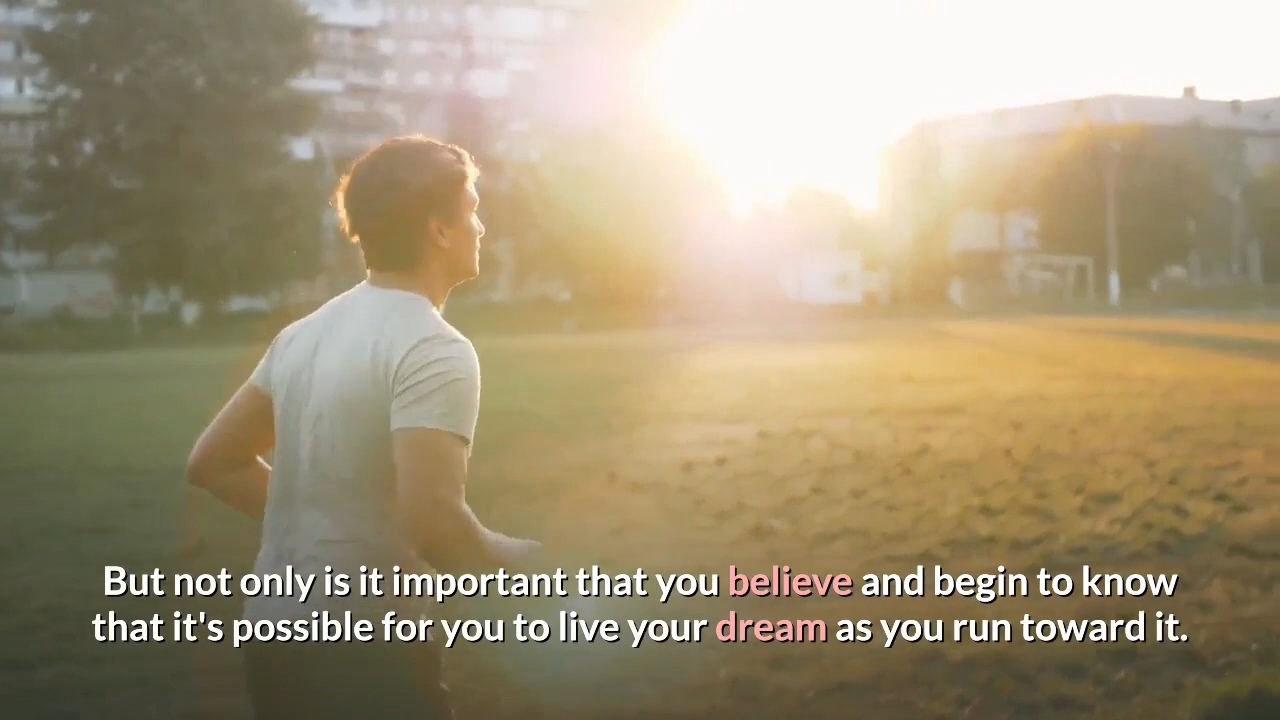 But not only is it important that you believe and begin to know
that it's possible for you to live your dream as you run toward it.